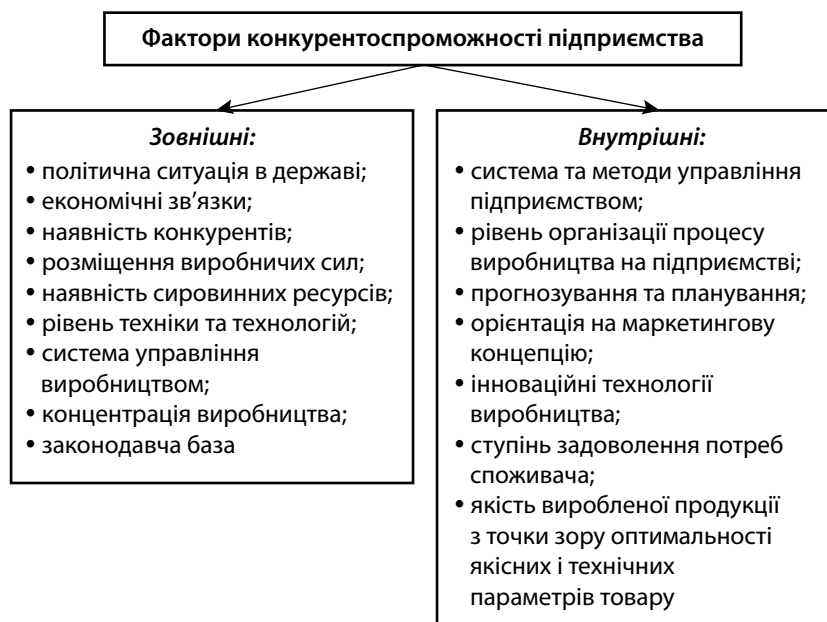 Фактори конкурентоспроможності підприємства
Зовнішні:
• політична ситуація в державі;
• економічні зв’язки;
• наявність конкурентів;
• розміщення виробничих сил;
• наявність сировинних ресурсів;
• рівень техніки та технологій;
• система управління
виробництвом;
• концентрація виробництва;
• законодавча база
Внутрішні:
• система та методи управління
підприємством;
• рівень організації процесу
виробництва на підприємстві;
• прогнозування та планування;
• орієнтація на маркетингову
концепцію;
• інноваційні технології
виробництва;
• ступінь задоволення потреб
споживача;
• якість виробленої продукції
з точки зору оптимальності
якісних і технічних
параметрів товару